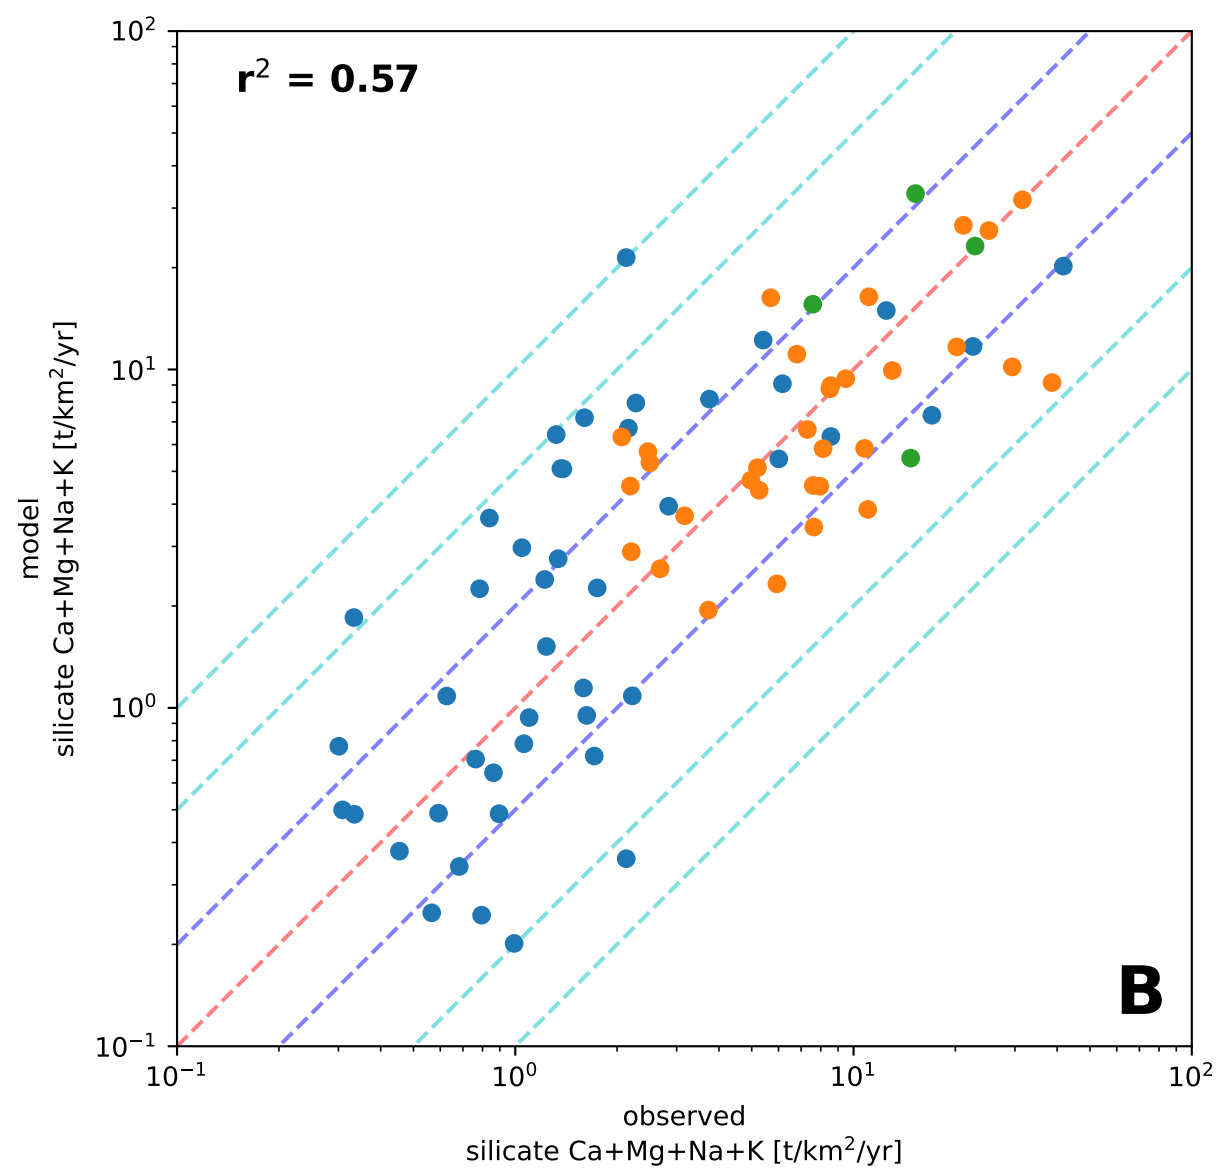 r² = 0.57
model
silicate Ca+Mg+Na+K [t/km²/yr]
10²
10¹
10⁰
10⁻¹
B
10⁻¹ 10⁰ 10¹ 10²
observed
silicate Ca+Mg+Na+K [t/km²/yr]